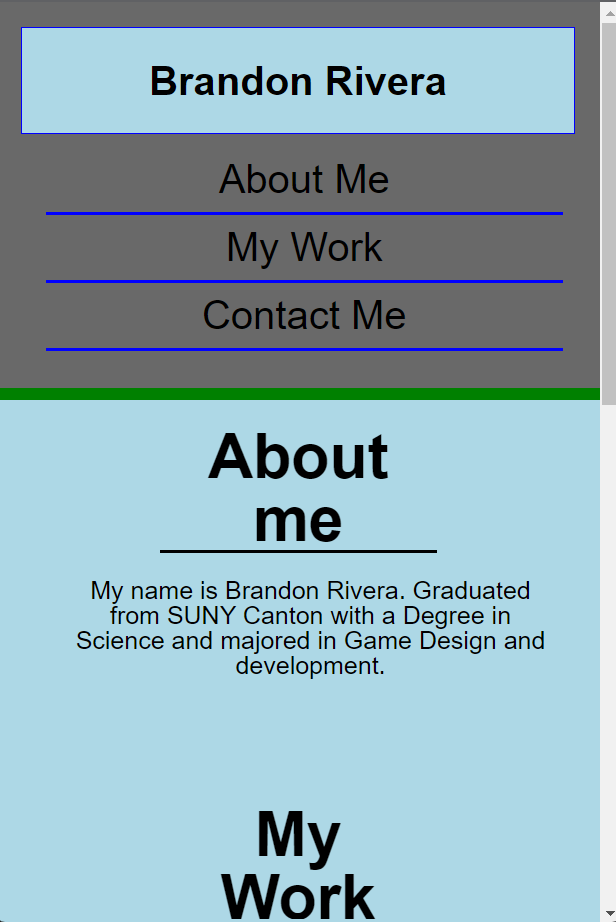 Brandon Rivera
About Me
My Work
Contact Me
About
me
My name is Brandon Rivera. Graduated
from SUNY Canton with a Degree in
Science and majored in Game Design and
development.
My
Work